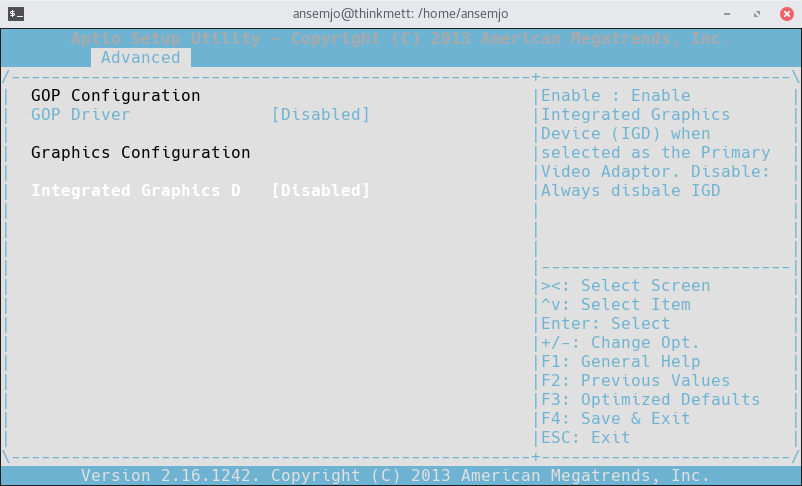 ansemjo@thinkmett: /home/ansemjo
Aptio Setup Utility - Copyright (C) 2013 American Megatrends, Inc.
Advanced
GOP Configuration
GOP Driver [Disabled]
Graphics Configuration
Integrated Graphics D [Disabled]
Enable : Enable
Integrated Graphics
Device (IGD) when
selected as the Primary
Video Adaptor. Disable:
Always disbale IGD
><: Select Screen
^v: Select Item
Enter: Select
+/-: Change Opt.
F1: General Help
F2: Previous Values
F3: Optimized Defaults
F4: Save & Exit
ESC: Exit
Version 2.16.1242. Copyright (C) 2013 American Megatrends, Inc.